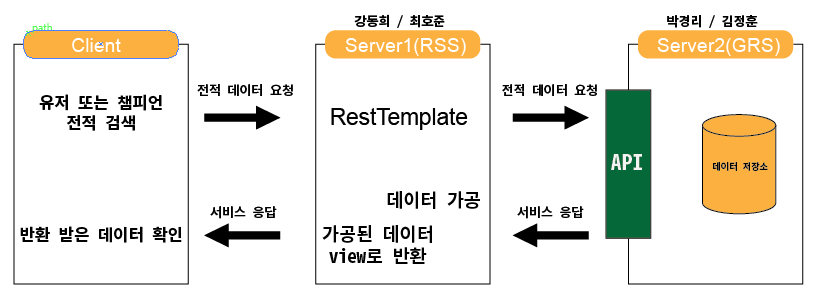 path
Client
유저 또는 챔피언
전적 검색
반환 받은 데이터 확인
전적 데이터 요청
서비스 응답
강동희 / 최호준
Server1(RSS)
RestTemplate
데이터 가공
가공된 데이터
view로 반환
전적 데이터 요청
서비스 응답
박경리 / 김정훈
Server2(GRS)
API
데이터 저장소